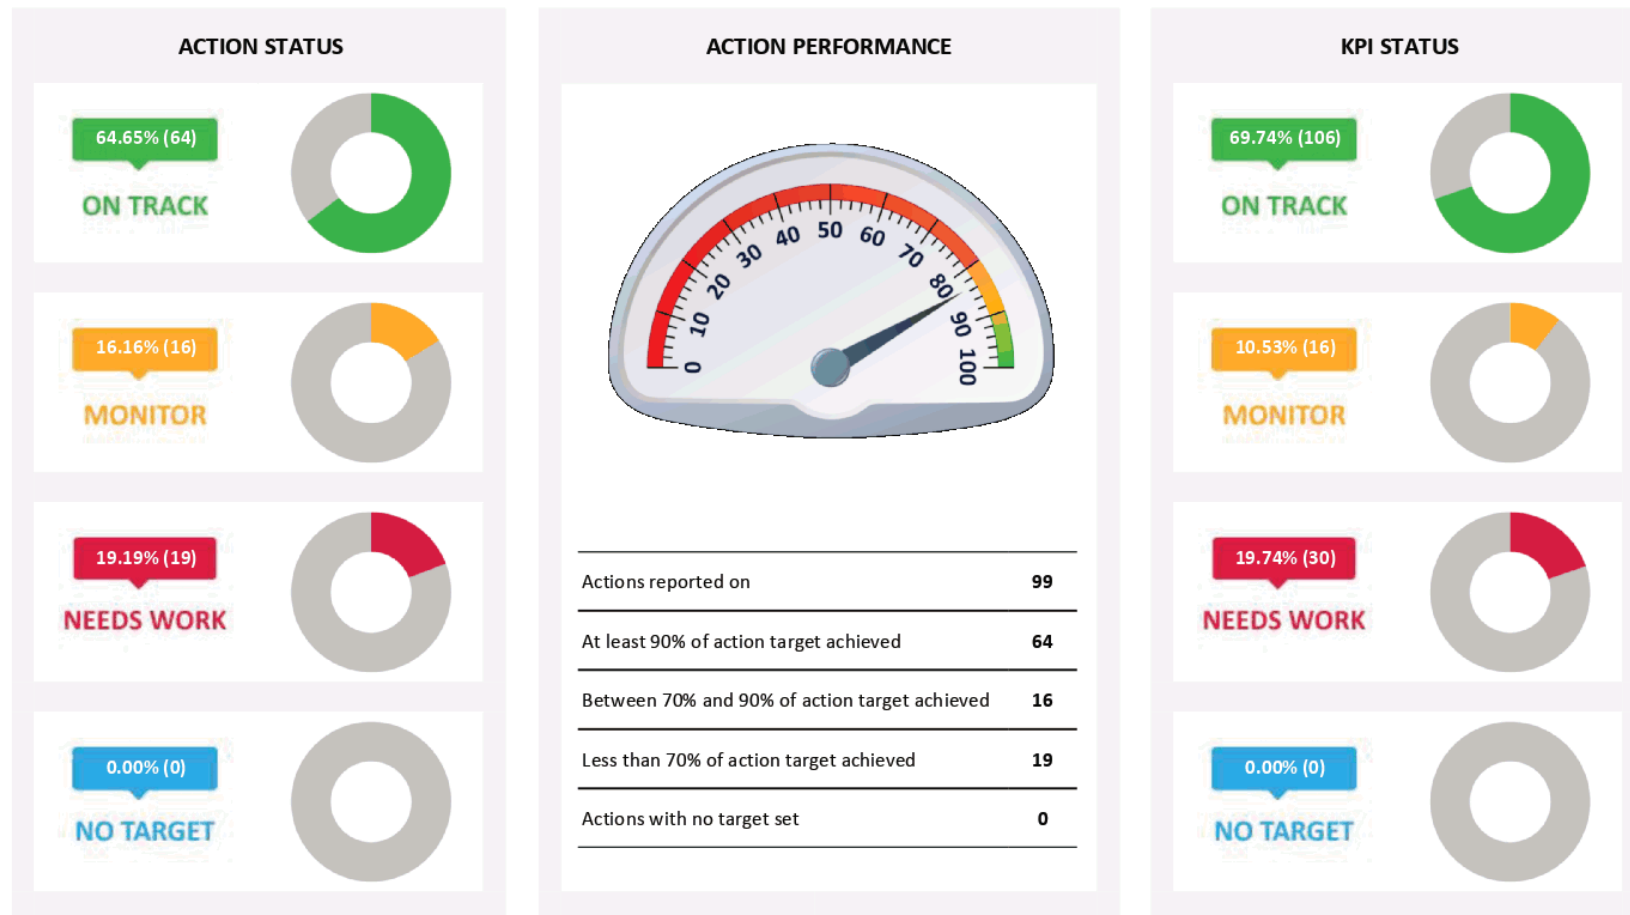 ACTION STATUS
64.65% (64)
ON TRACK
16.16% (16)
MONITOR
19.19% (19)
NEEDS WORK
0.00% (0)
NO TARGET
ACTION PERFORMANCE
0 10 20 30 40 50 60 70 80 90 100
Actions reported on 99
At least 90% of action target achieved 64
Between 70% and 90% of action target achieved 16
Less than 70% of action target achieved 19
Actions with no target set 0
KPI STATUS
69.74% (106)
ON TRACK
10.53% (16)
MONITOR
19.74% (30)
NEEDS WORK
0.00% (0)
NO TARGET